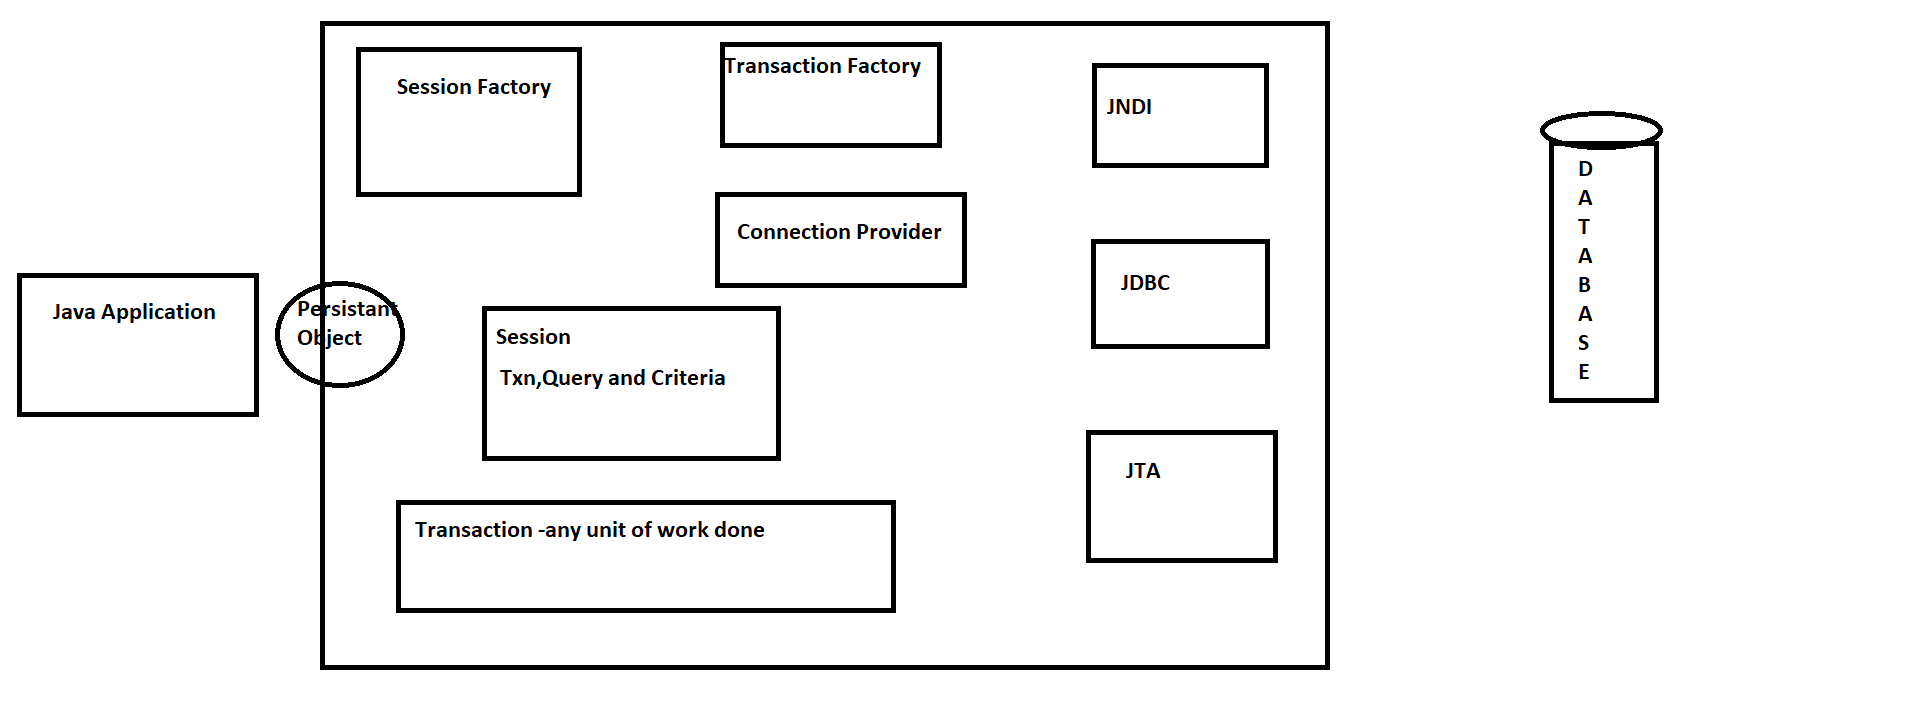 Session Factory
Transaction Factory
JNDI
Connection Provider
JDBC
Java Application
Persistant
Object
Session
Txn,Query and Criteria
JTA
Transaction -any unit of work done
D
A
T
A
B
A
S
E